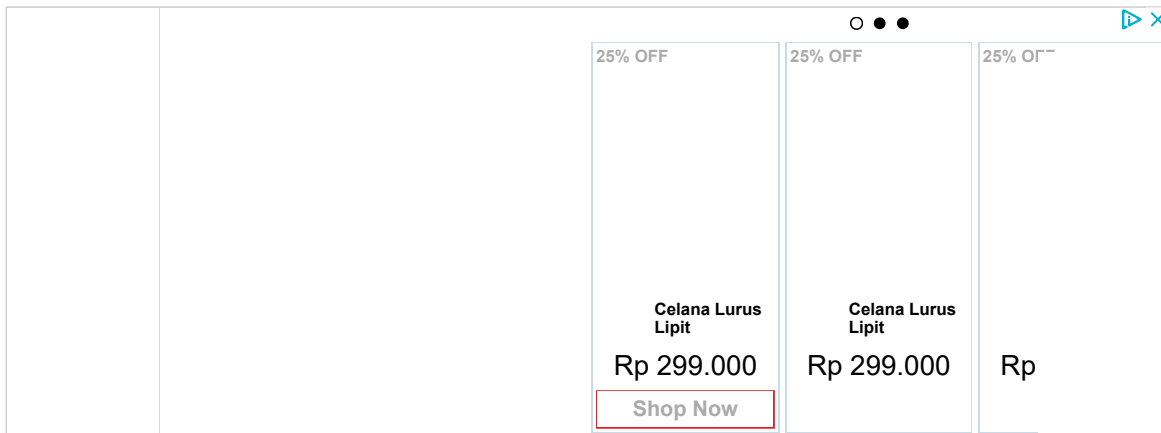 25% OFF
Celana Lurus
Lipit
Rp 299.000
Shop Now
25% OFF
Celana Lurus
Lipit
Rp 299.000
25%
Rp